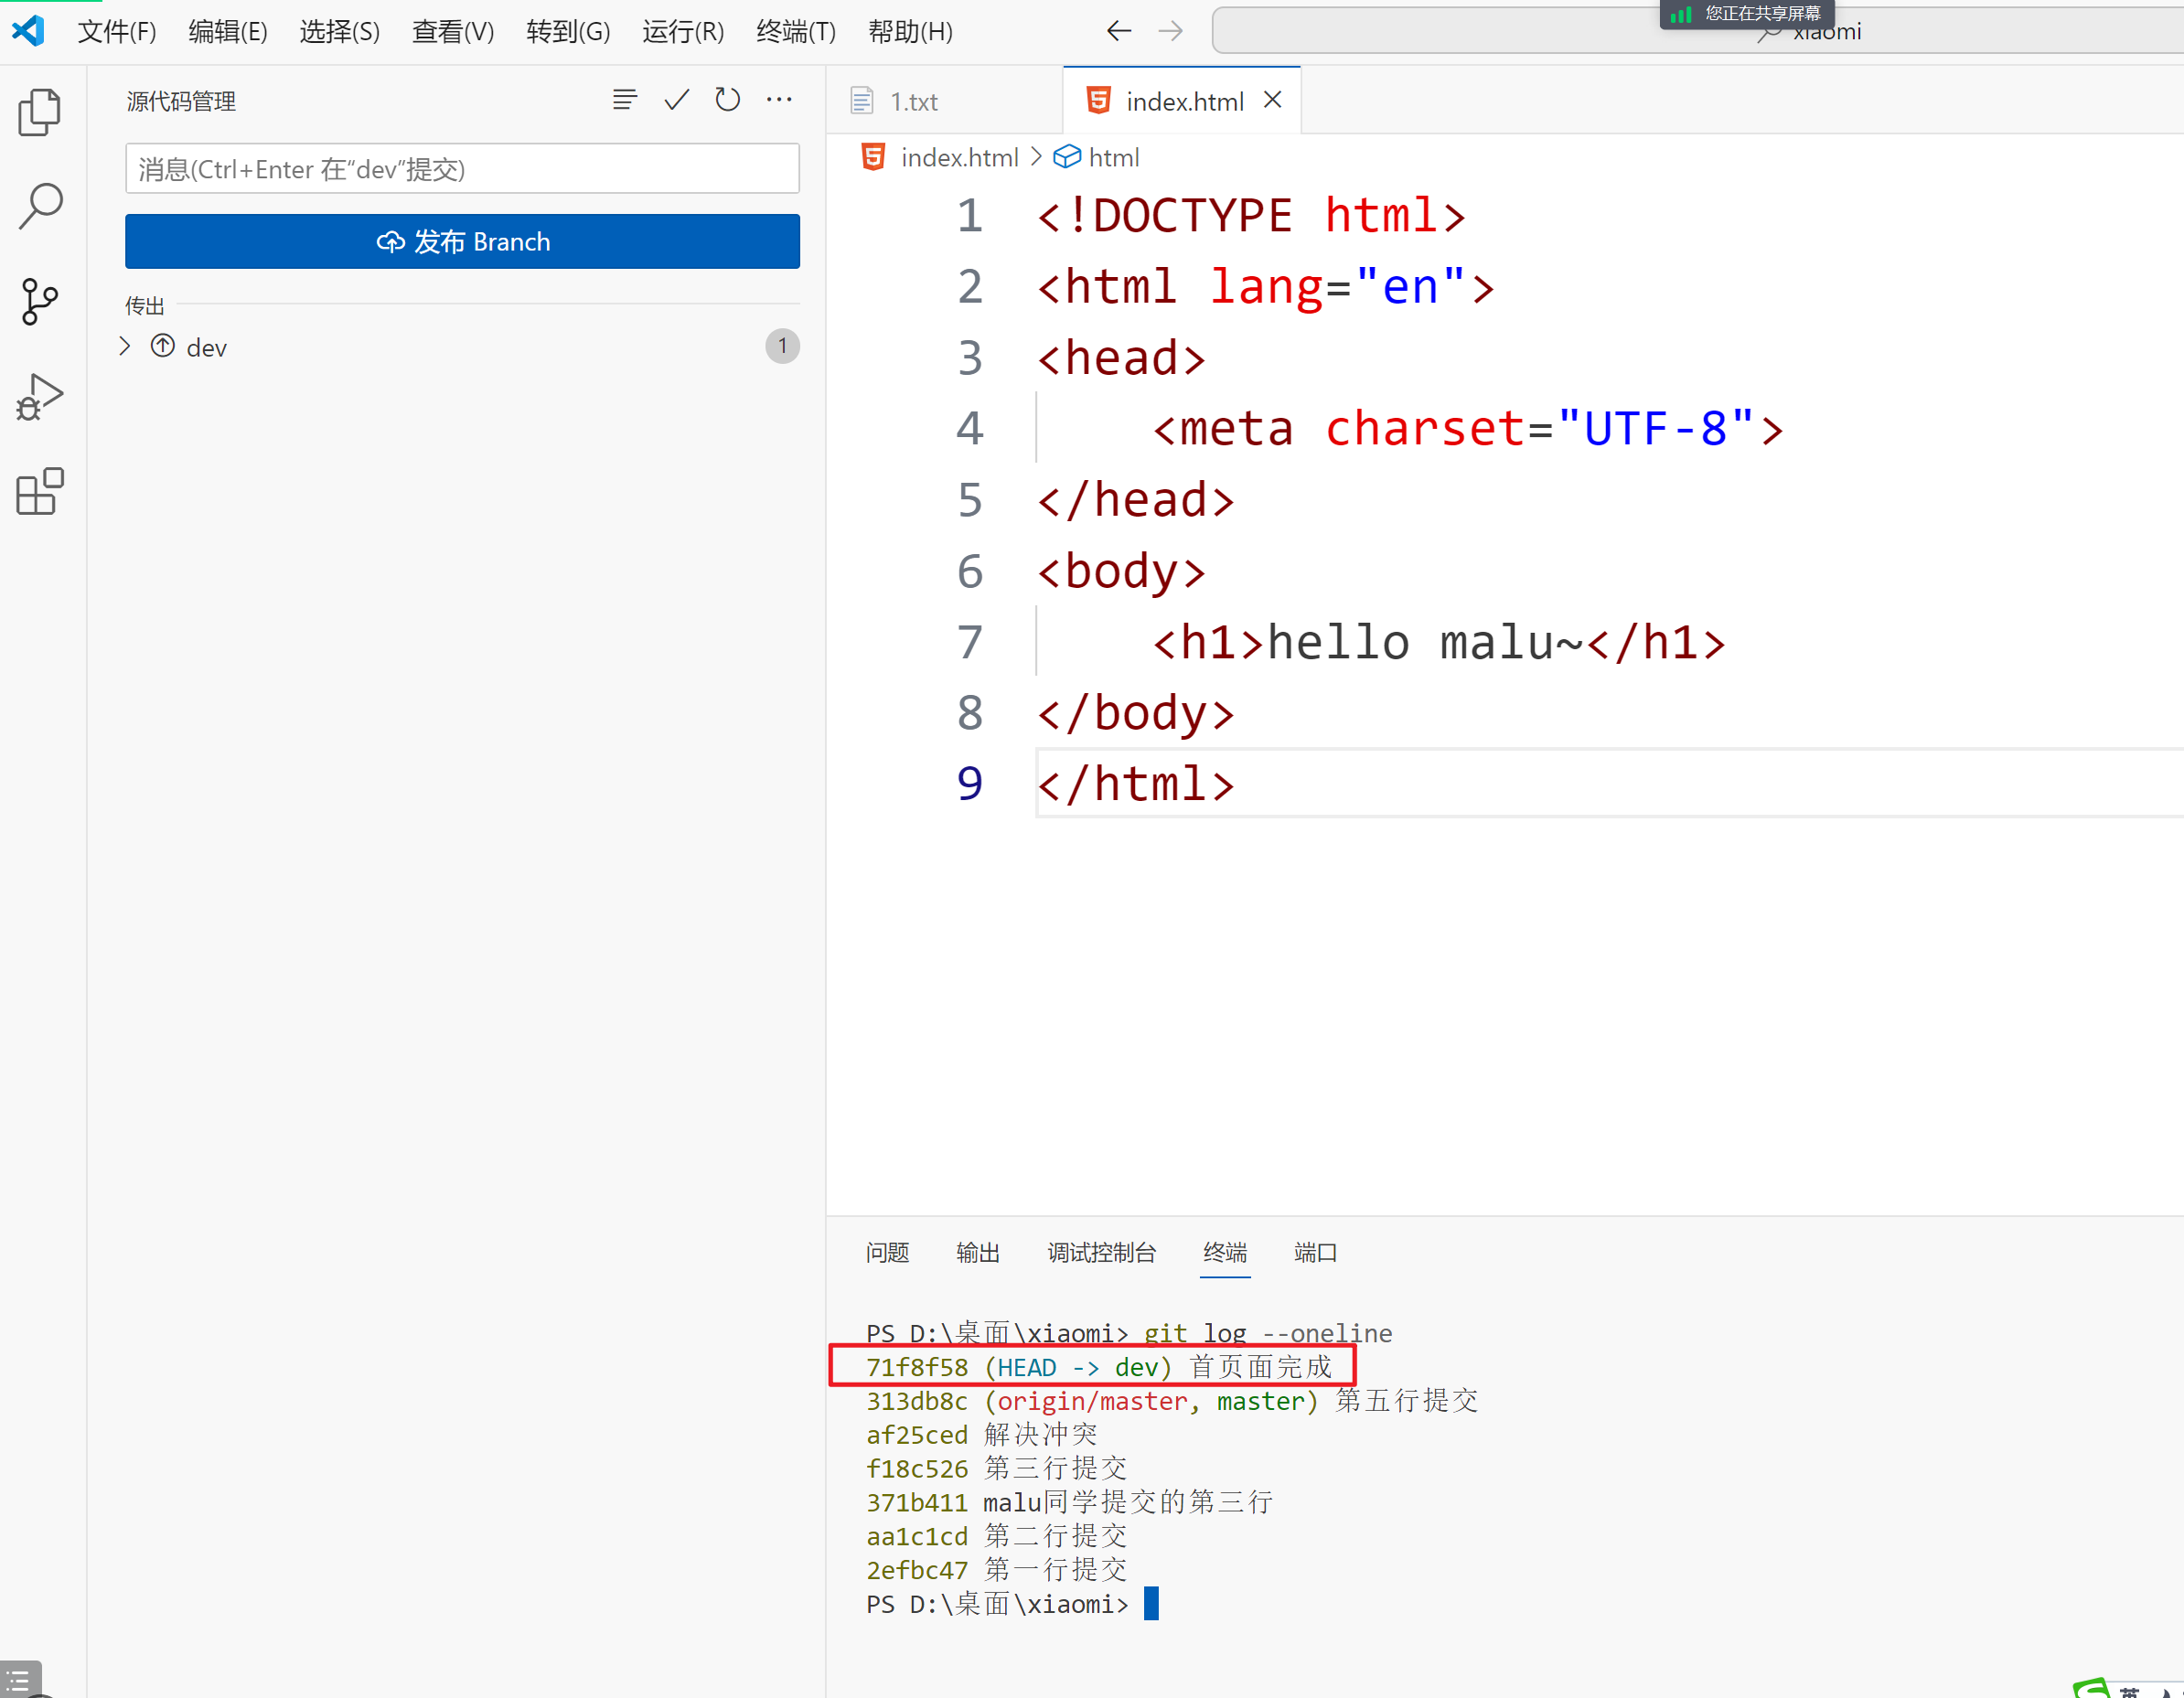 文件(F) 编辑(E) 选择(S) 查看(V) 转到(G) 运行(R) 终端(T) 帮助(H)
您正在共享屏幕
xiaomi
源代码管理
消息(Ctrl+Enter 在“dev”提交)
发布 Branch
传出
dev 1
1.txt index.html
index.html > html
1 <!DOCTYPE html>
2 <html lang="en">
3 <head>
4 <meta charset="UTF-8">
5 </head>
6 <body>
7 <h1>hello malu~</h1>
8 </body>
9 </html>
问题 输出 调试控制台 终端 端口
PS D:\桌面\xiaomi> git log --oneline
71f8f58 (HEAD -> dev) 首页面完成
313db8c (origin/master, master) 第五行提交
af25ced 解决冲突
f18c526 第三行提交
371b411 malu同学提交的第三行
aa1c1cd 第二行提交
2efbc47 第一行提交
PS D:\桌面\xiaomi>